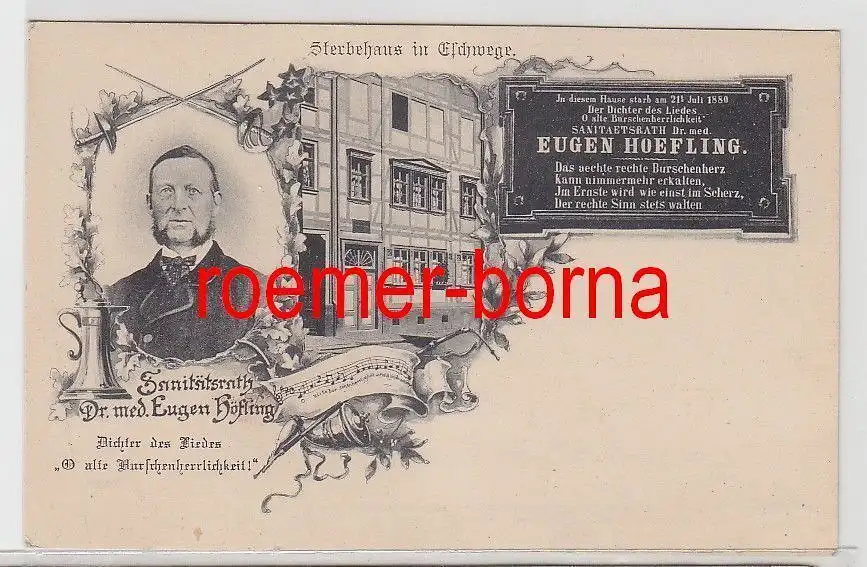 Sterbehaus in Eschwege.
In diesem Hause starb am 21t Juli 1880
Der Dichter des Liedes
O alte Burschenherrlichkeit"
SANITAETSRATH Dr. med.
EUGEN HOEFLING.
Das aechte rechte Burschenherz
Kann nimmermehr erkalten,
Im Ernste wird wie einst im Scherz,
Der rechte Sinn stets walten
roemer-borna
Sanitätsrath
Dr. med. Eugen Höfling
Dichter des Liedes
„O alte Burschenherrlichkeit!"